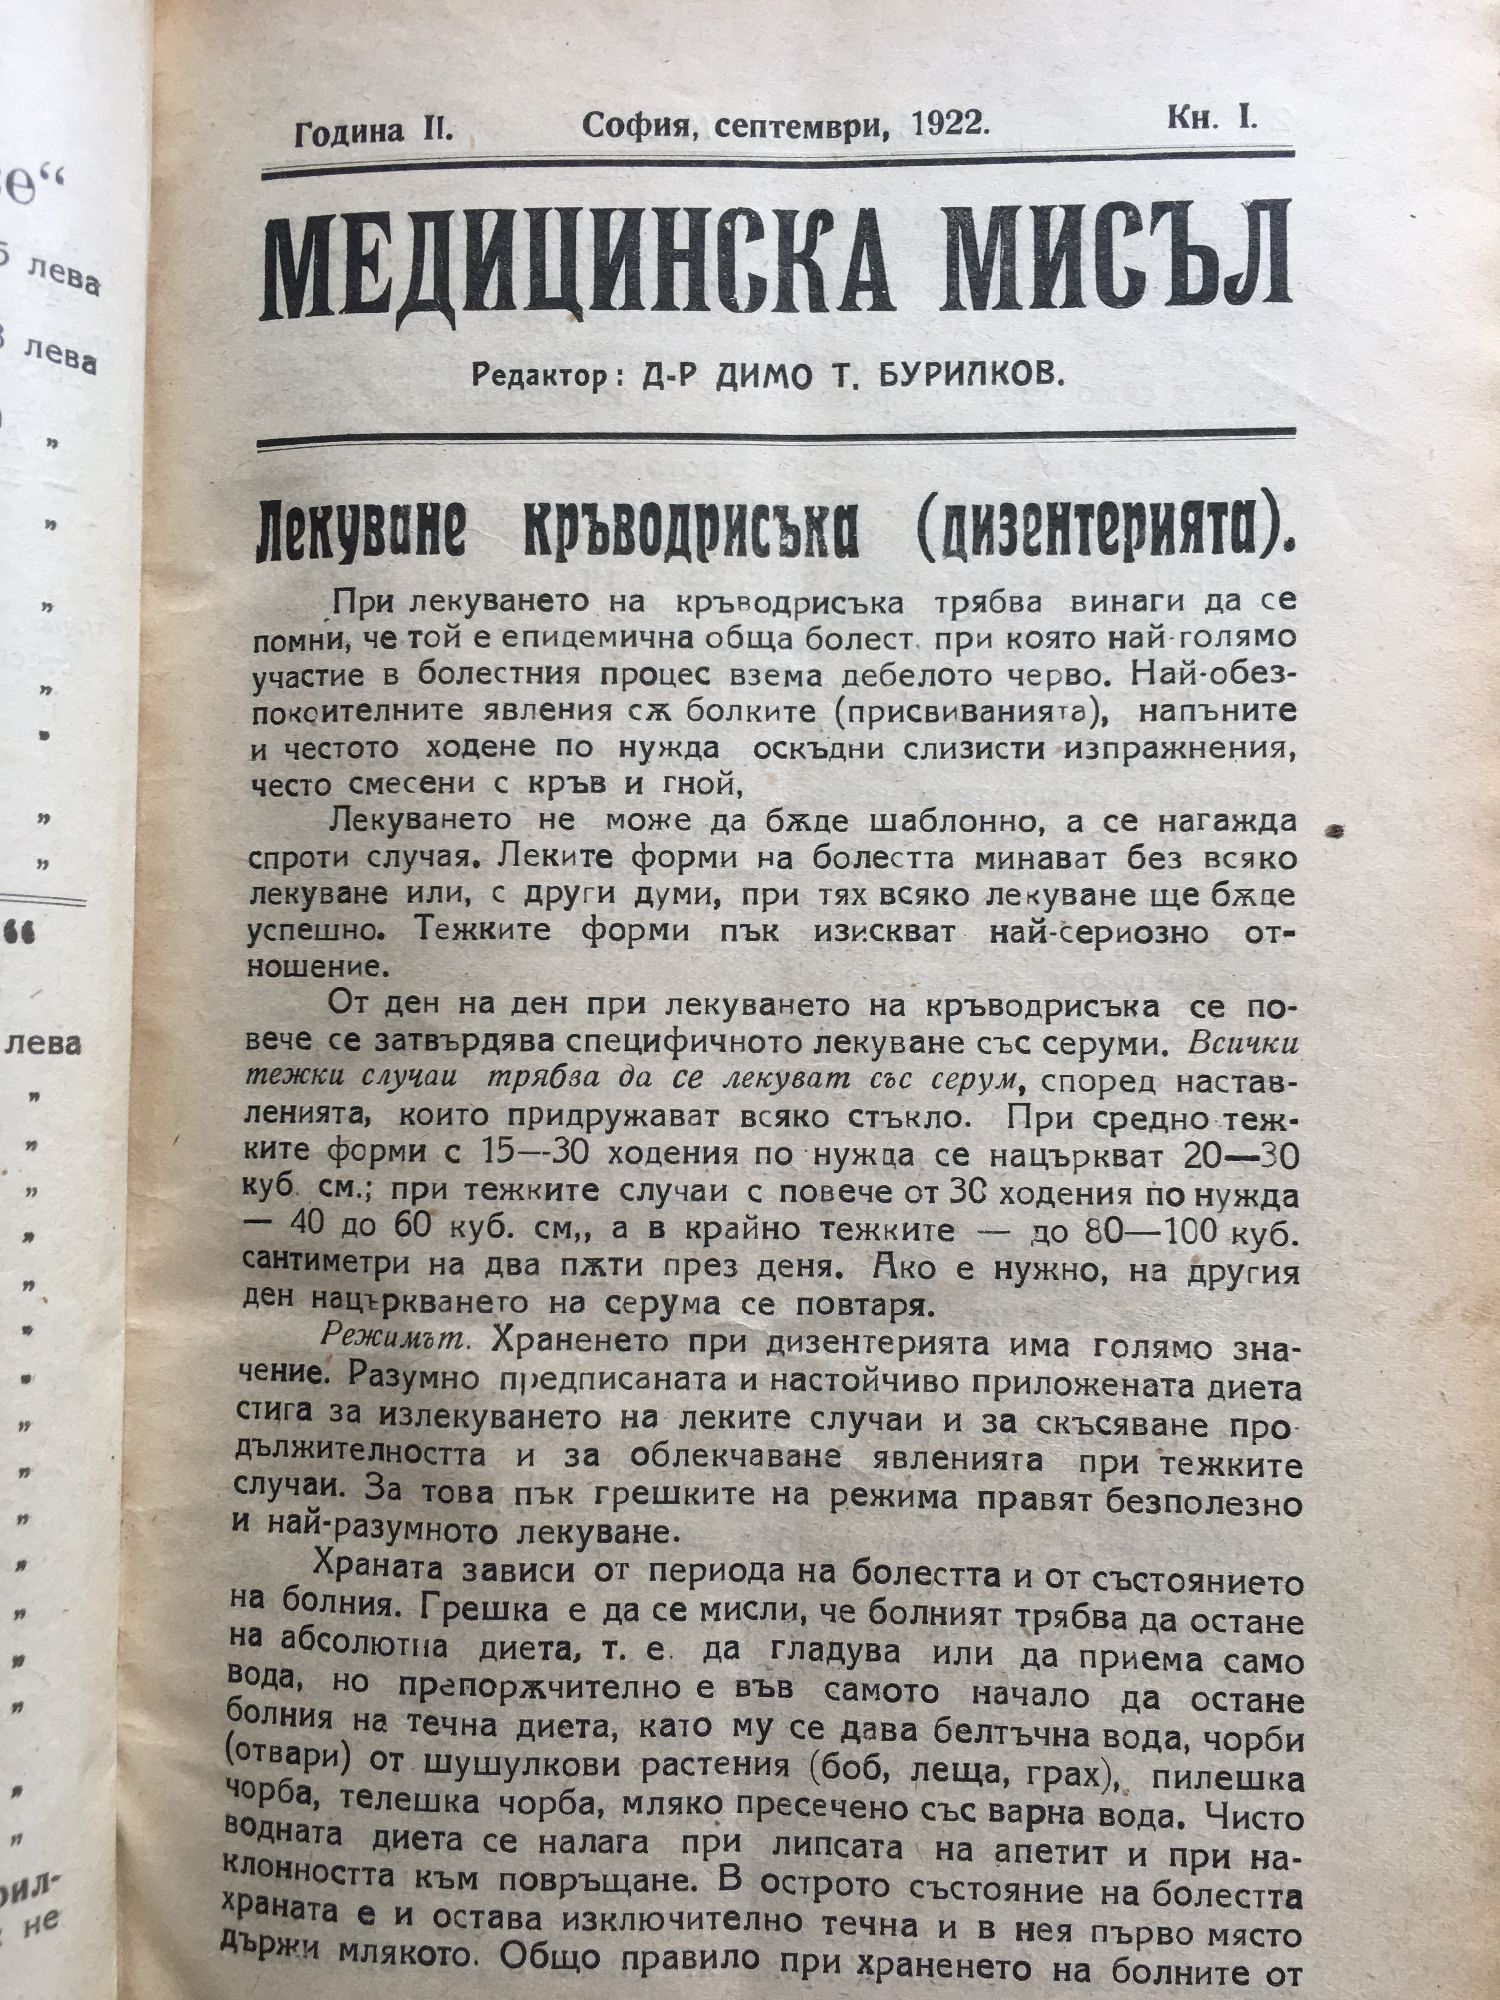 Година II.
София, септември, 1922.
Кн. I.
МЕДИЦИНСКА МИСЪЛ
Редактор: Д-Р ДИМО Т. БУРИЛКОВ.
Лекуване кръводрисъка (дизентерията).
При лекуването на кръводрисъка трябва винаги да се
помни, че той е епидемична обща болест. при която най-голямо
участие в болестния процес взема дебелото черво. Най-обез-
покоителните явления сѫ болките (присвиванията), напъните
и честото ходене по нужда оскъдни слизисти изпражнения,
често смесени с кръв и гной,
Лекуването не може да бѫде шаблонно, а се нагажда
спроти случая. Леките форми на болестта минават без всяко
лекуване или, с други думи, при тях всяко лекуване ще бѫде
успешно. Тежките форми пък изискват най-сериозно от-
ношение.
От ден на ден при лекуването на кръводрисъка се по-
вече се затвърдява специфичното лекуване със серуми. Всички
тежки случаи трябва да се лекуват със серум, според настав-
ленията, които придружават всяко стъкло. При средно теж-
ките форми с 15—30 ходения по нужда се нацъркват 20—30
куб. см.; при тежките случаи с повече от 30 ходения по нужда
— 40 до 60 куб. см,, а в крайно тежките — до 80—100 куб.
сантиметри на два пѫти през деня. Ако е нужно, на другия
ден нацъркването на серума се повтаря.
Режимът. Храненето при дизентерията има голямо зна-
чение. Разумно предписаната и настойчиво приложената диета
стига за излекуването на леките случаи и за скъсяване про-
дължителността и за облекчаване явленията при тежките
случаи. За това пък грешките на режима правят безполезно
и най-разумното лекуване.
Храната зависи от периода на болестта и от състоянието
на болния. Грешка е да се мисли, че болният трябва да остане
на абсолютна диета, т. е. да гладува или да приема само
вода, но препорѫчително е във самото начало да остане
болния на течна диета, като му се дава белтъчна вода, чорби
(отвари) от шушулкови растения (боб, леща, грах), пилешка
чорба, телешка чорба, мляко пресечено със варна вода. Чисто
водната диета се налага при липсата на апетит и при на-
клонността към повръщане. В острото състояние на болестта
храната е и остава изключително течна и в нея първо място
държи млякото. Общо правило при храненето на болните от
5 лева
лева
„
„
„
„
„
„
лева
„
„
„
„
„
„
„
„
„
„
„
„
„
рил-
не